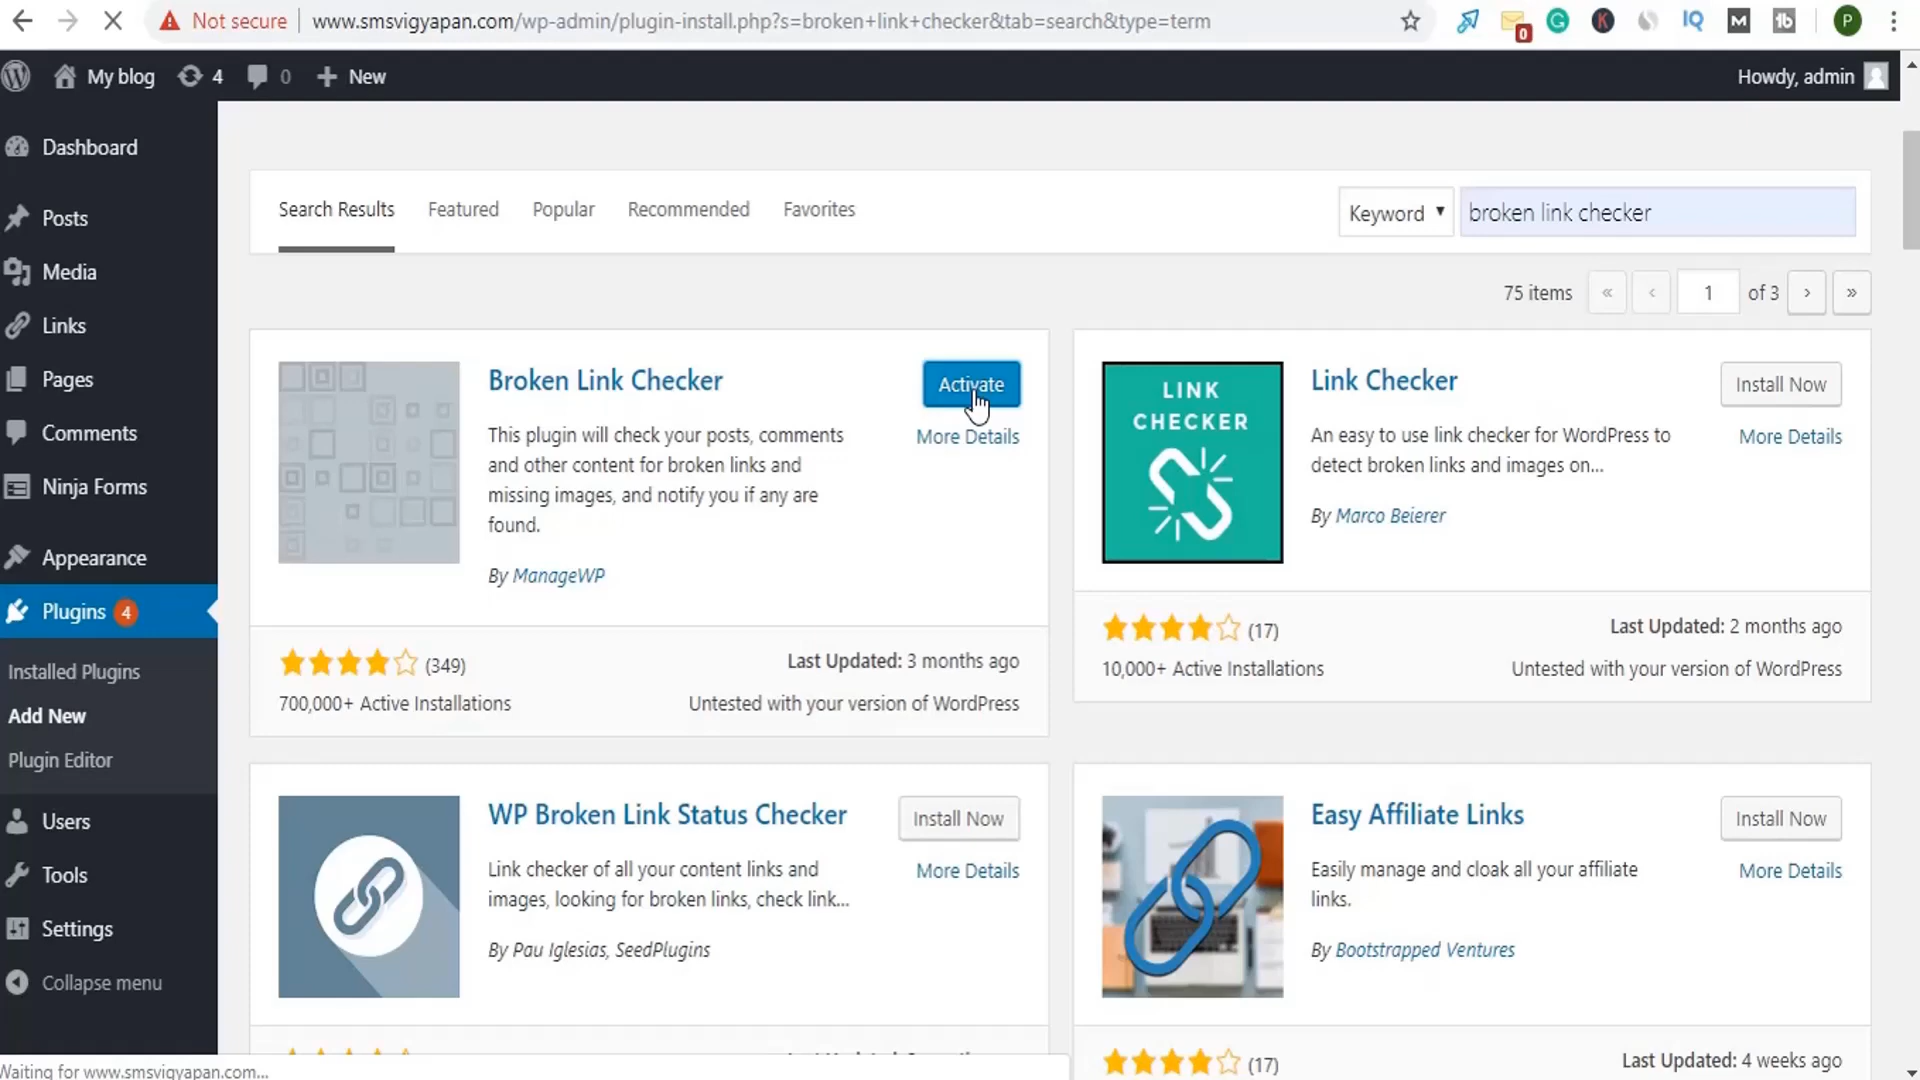 Not secure
www.smsvigyapan.com/wp-admin/plugin-install.php?s=broken+link+checker&tab=search&type=term
0
P
My blog
4
0
New
Howdy, admin
Dashboard
Posts
Media
Links
Pages
Comments
Ninja Forms
Appearance
Plugins 4
Installed Plugins
Add New
Plugin Editor
Users
Tools
Settings
Collapse menu
Search Results
Featured
Popular
Recommended
Favorites
Keyword
broken link checker
75 items « ‹ 1 of 3 › »
Broken Link Checker
Activate
More Details
This plugin will check your posts, comments
and other content for broken links and
missing images, and notify you if any are
found.
By ManageWP
(349)
Last Updated: 3 months ago
700,000+ Active Installations
Untested with your version of WordPress
LINK
CHECKER
Link Checker
Install Now
More Details
An easy to use link checker for WordPress to
detect broken links and images on...
By Marco Beierer
(17)
Last Updated: 2 months ago
10,000+ Active Installations
Untested with your version of WordPress
WP Broken Link Status Checker
Install Now
More Details
Link checker of all your content links and
images, looking for broken links, check link...
By Pau Iglesias, SeedPlugins
Easy Affiliate Links
Install Now
More Details
Easily manage and cloak all your affiliate
links.
By Bootstrapped Ventures
(17)
Last Updated: 4 weeks ago
Waiting for www.smsvigyapan.com...